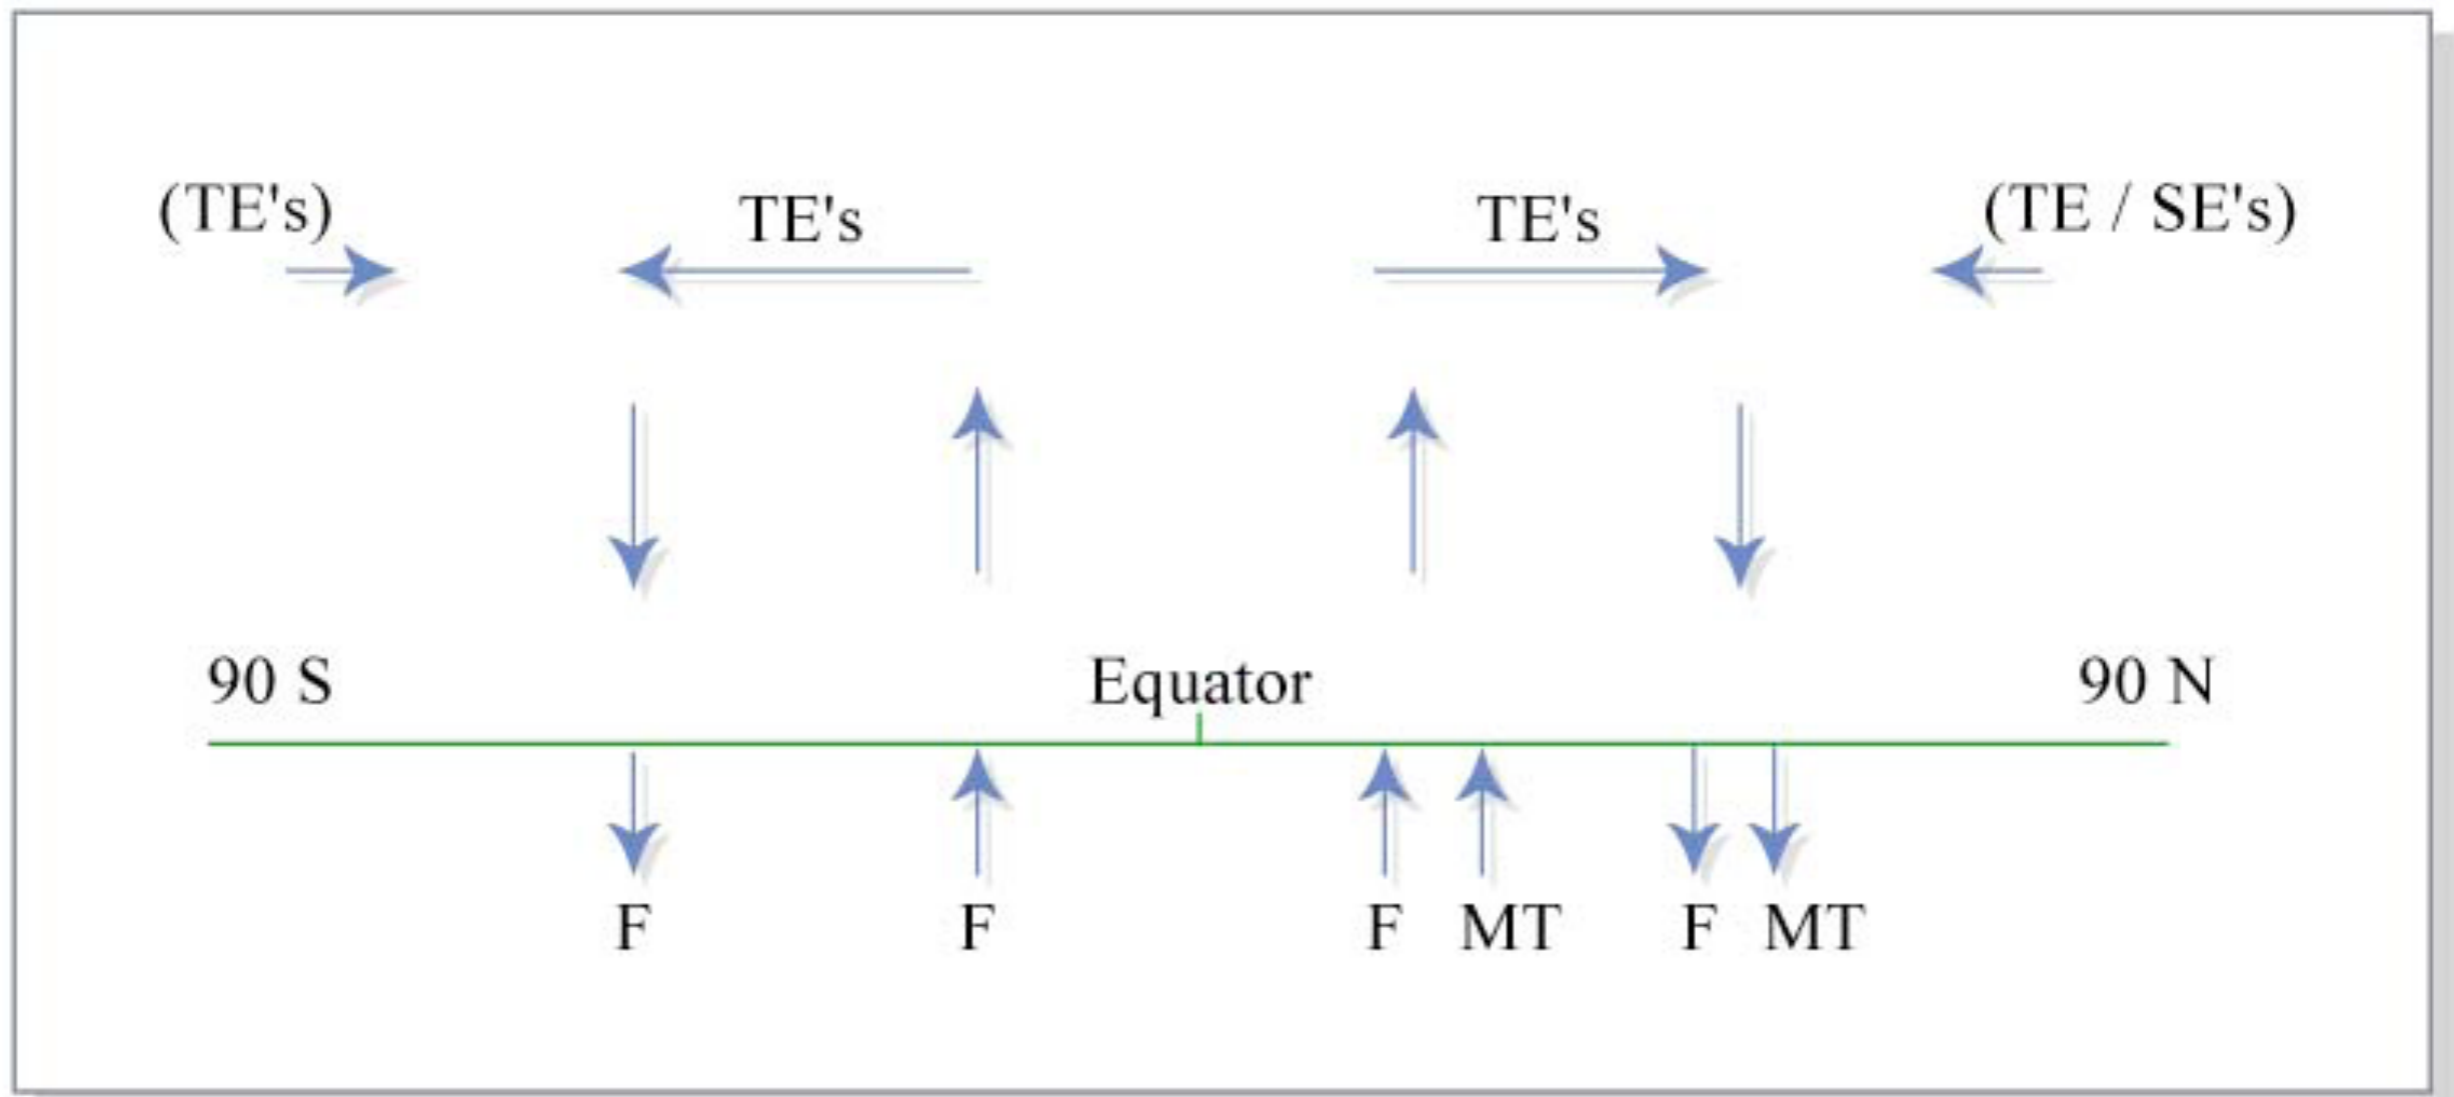 (TE's) TE's TE's (TE / SE's)
90 S Equator 90 N
F F F MT F MT